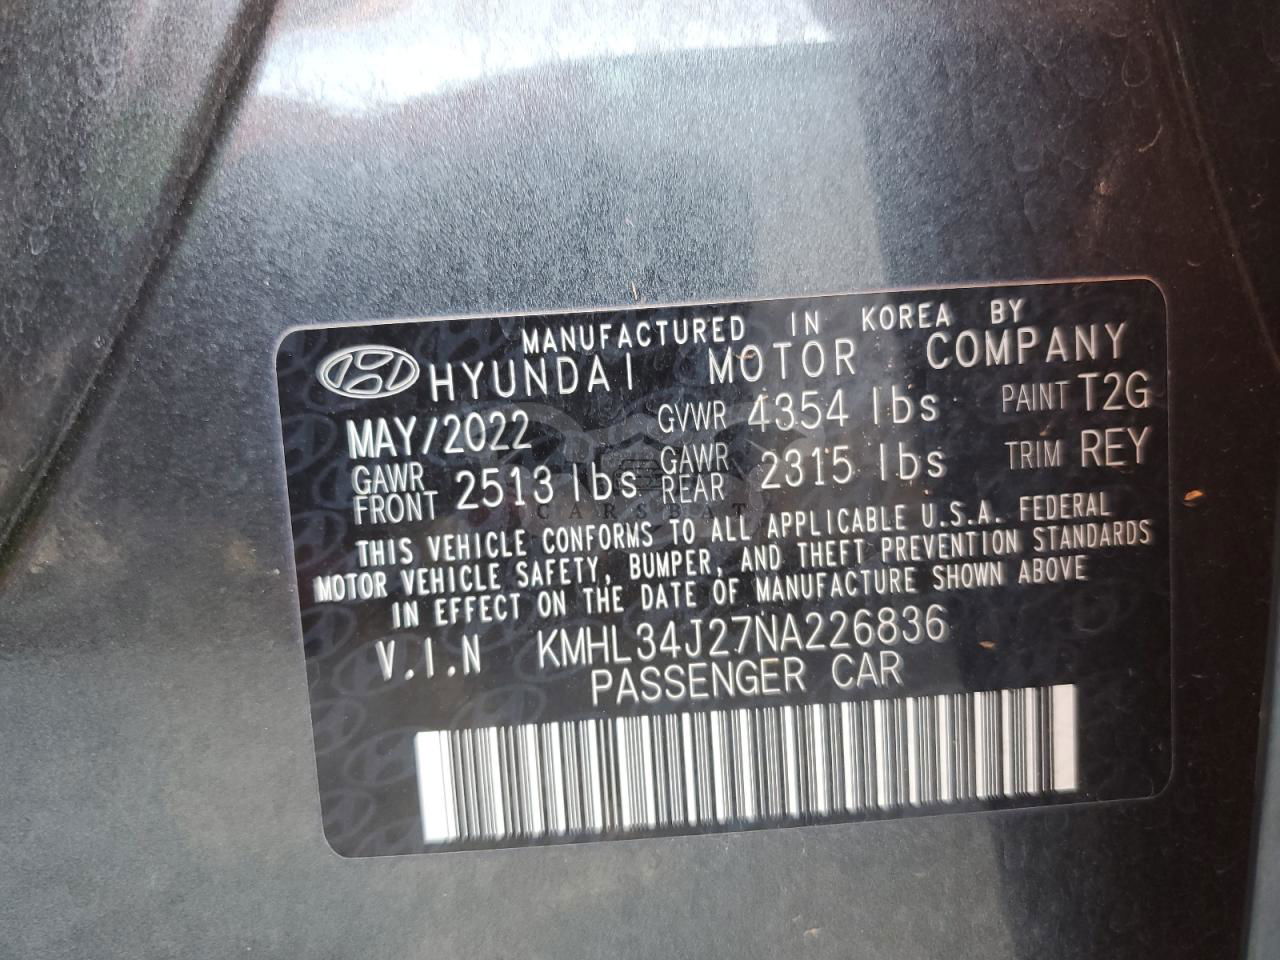 MANUFACTURED IN KOREA BY
HYUNDAI MOTOR COMPANY
MAY/2022 GVWR 4354 lbs PAINT T2G
GAWR FRONT 2513 lbs GAWR REAR 2315 lbs TRIM REY
CARSBAT
THIS VEHICLE CONFORMS TO ALL APPLICABLE U.S.A. FEDERAL
MOTOR VEHICLE SAFETY, BUMPER, AND THEFT PREVENTION STANDARDS
IN EFFECT ON THE DATE OF MANUFACTURE SHOWN ABOVE
V.I.N KMHL34J27NA226836
PASSENGER CAR